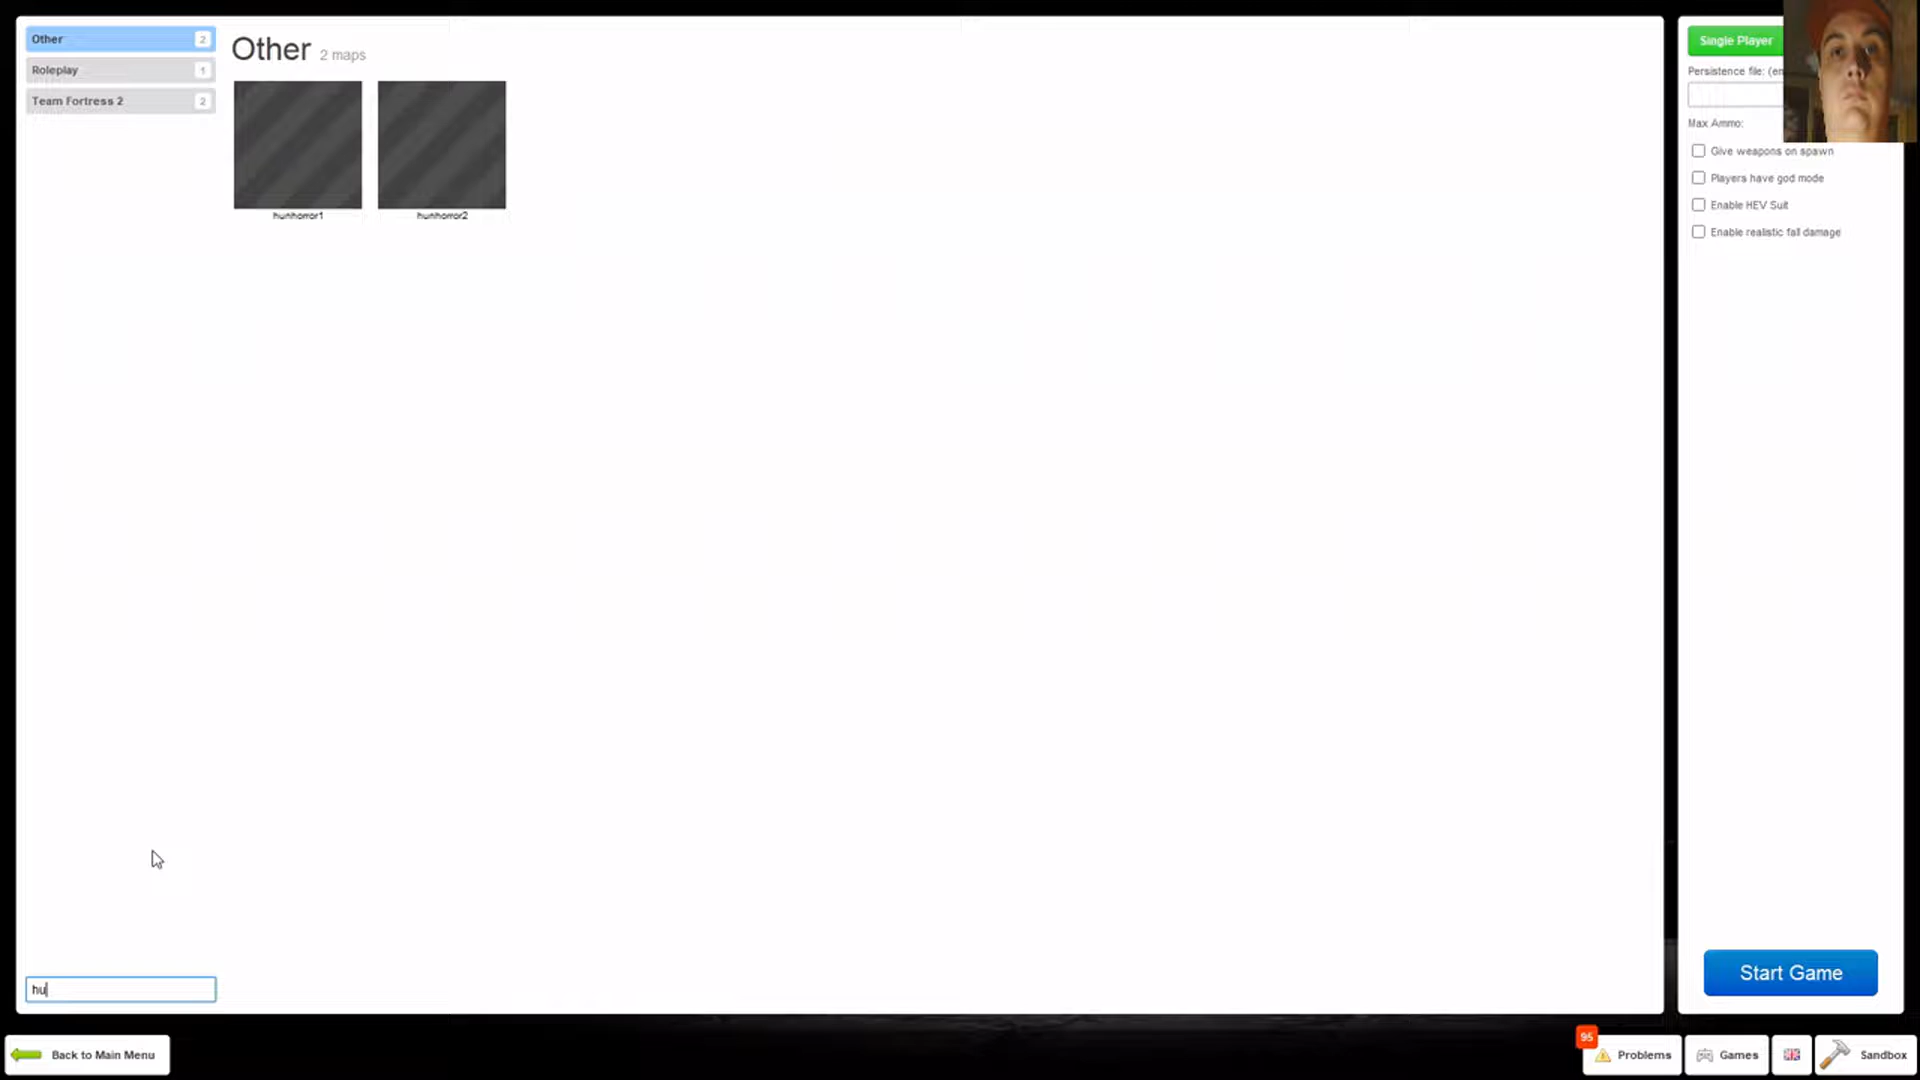 Other 2
Roleplay 1
Team Fortress 2 2
Other 2 maps
hunhorror1
hunhorror2
hu
Single Player
Persistence file: (em
Max Ammo:
Give weapons on spawn
Players have god mode
Enable HEV Suit
Enable realistic fall damage
Start Game
Back to Main Menu
95
Problems
Games
Sandbox